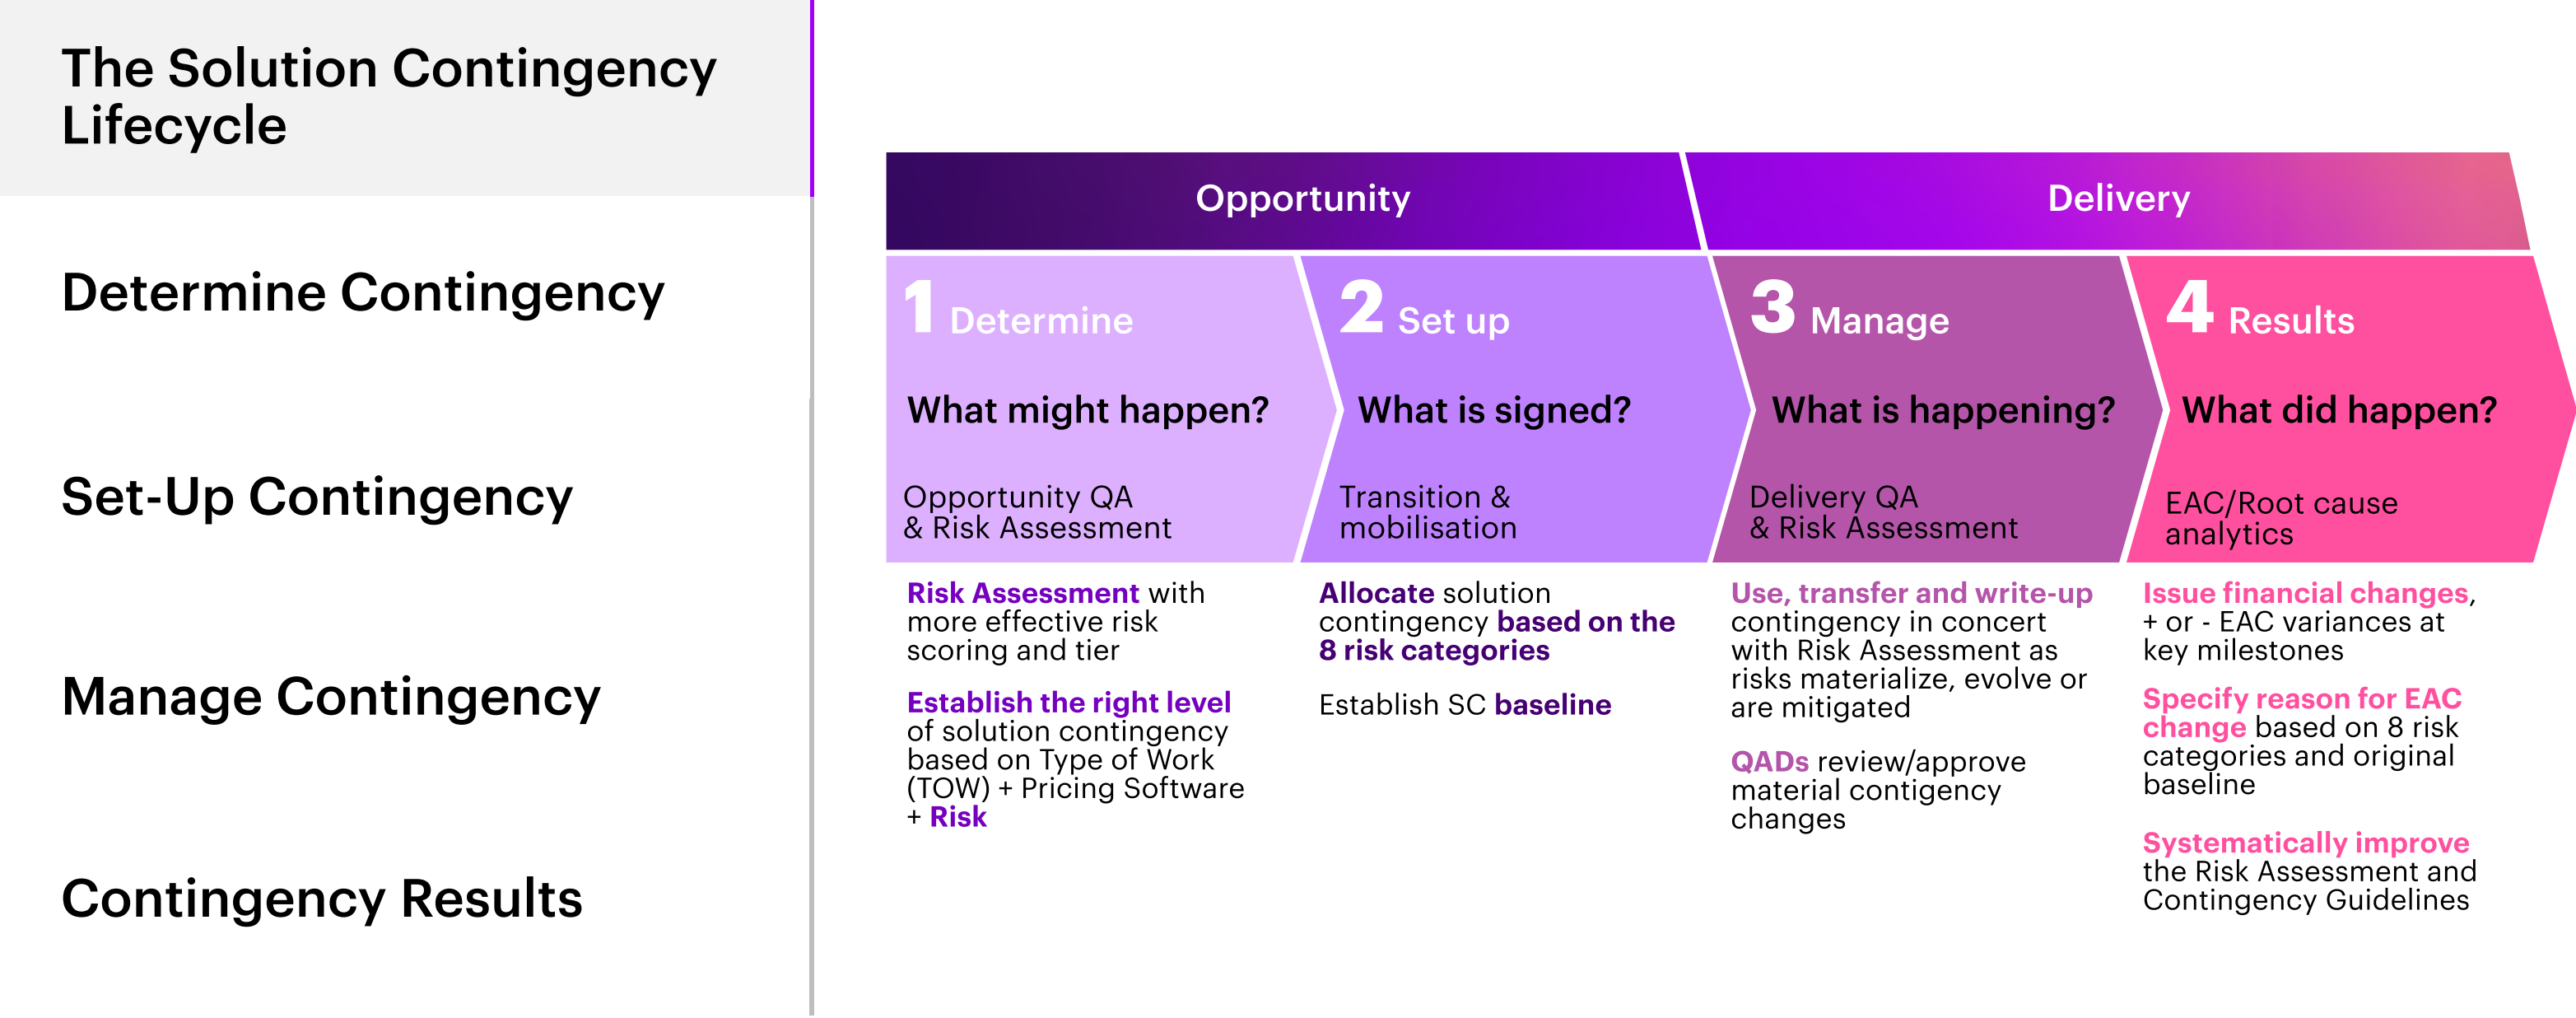 The Solution Contingency
Lifecycle
Determine Contingency
Set-Up Contingency
Manage Contingency
Contingency Results
Opportunity
Delivery
1 Determine
What might happen?
Opportunity QA
& Risk Assessment
Risk Assessment with
more effective risk
scoring and tier
Establish the right level
of solution contingency
based on Type of Work
(TOW) + Pricing Software
+ Risk
2 Set up
What is signed?
Transition &
mobilisation
Allocate solution
contingency based on the
8 risk categories
Establish SC baseline
3 Manage
What is happening?
Delivery QA
& Risk Assessment
Use, transfer and write-up
contingency in concert
with Risk Assessment as
risks materialize, evolve or
are mitigated
QADs review/approve
material contigency
changes
4 Results
What did happen?
EAC/Root cause
analytics
Issue financial changes,
+ or - EAC variances at
key milestones
Specify reason for EAC
change based on 8 risk
categories and original
baseline
Systematically improve
the Risk Assessment and
Contingency Guidelines